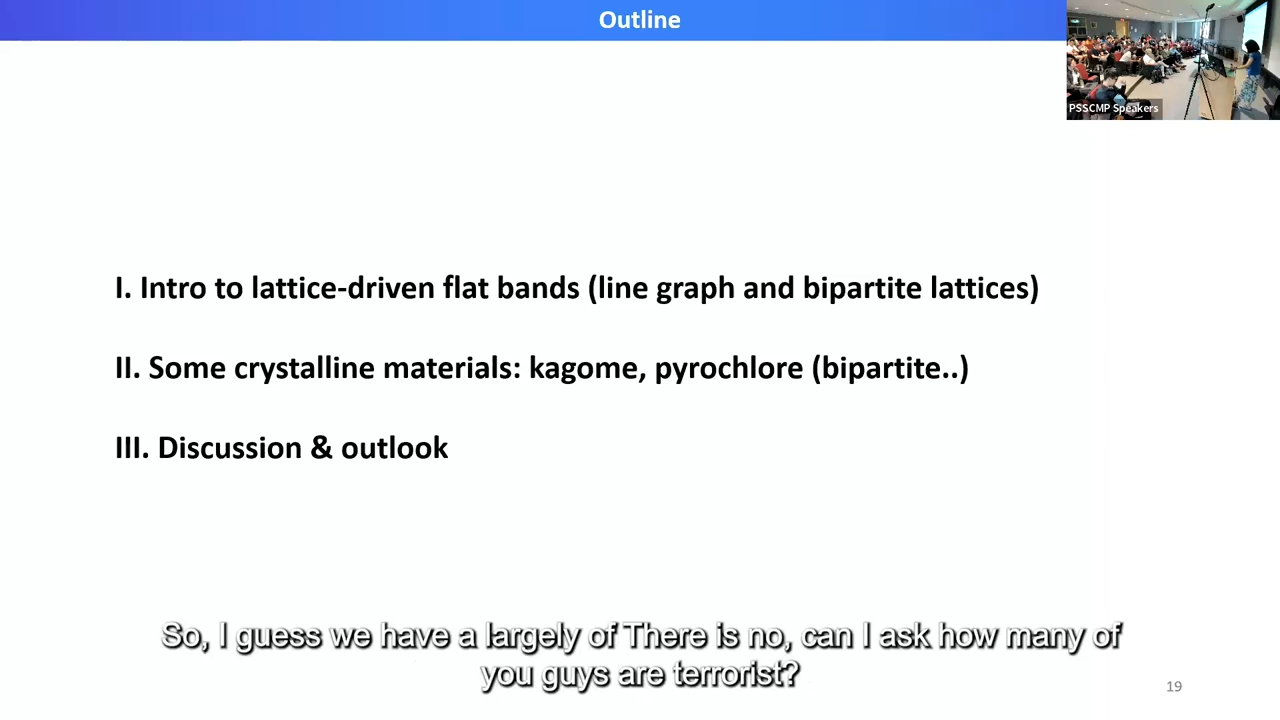 Outline
PSSCMP Speakers
I. Intro to lattice-driven flat bands (line graph and bipartite lattices)
II. Some crystalline materials: kagome, pyrochlore (bipartite..)
III. Discussion & outlook
So, I guess we have a largely of There is no, can I ask how many of
you guys are terrorist?
19